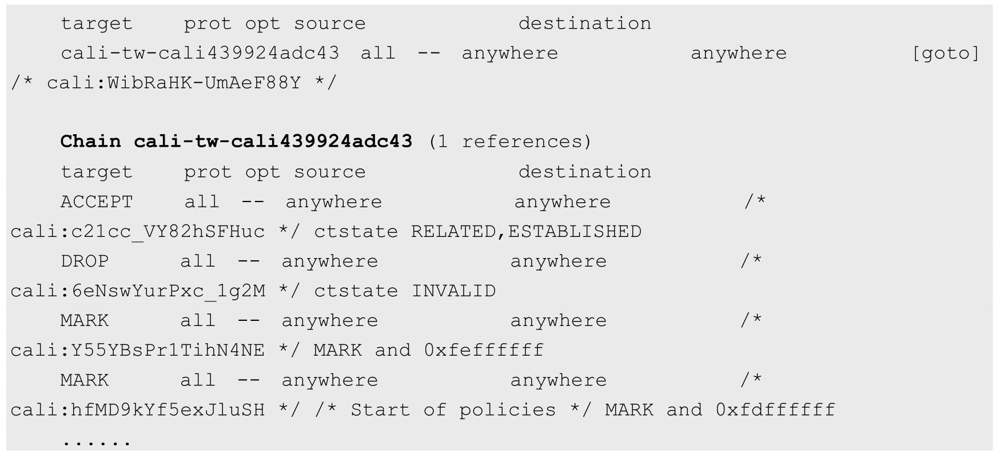 target prot opt source destination
cali-tw-cali439924adc43 all -- anywhere anywhere [goto]
/* cali:WibRaHK-UmAeF88Y */
Chain cali-tw-cali439924adc43 (1 references)
target prot opt source destination
ACCEPT all -- anywhere anywhere /*
cali:c21cc_VY82hSFHuc */ ctstate RELATED,ESTABLISHED
DROP all -- anywhere anywhere /*
cali:6eNswYurPxc_1g2M */ ctstate INVALID
MARK all -- anywhere anywhere /*
cali:Y55YBsPr1TihN4NE */ MARK and 0xfeffffff
MARK all -- anywhere anywhere /*
cali:hfMD9kYf5exJluSH */ /* Start of policies */ MARK and 0xfdffffff
......